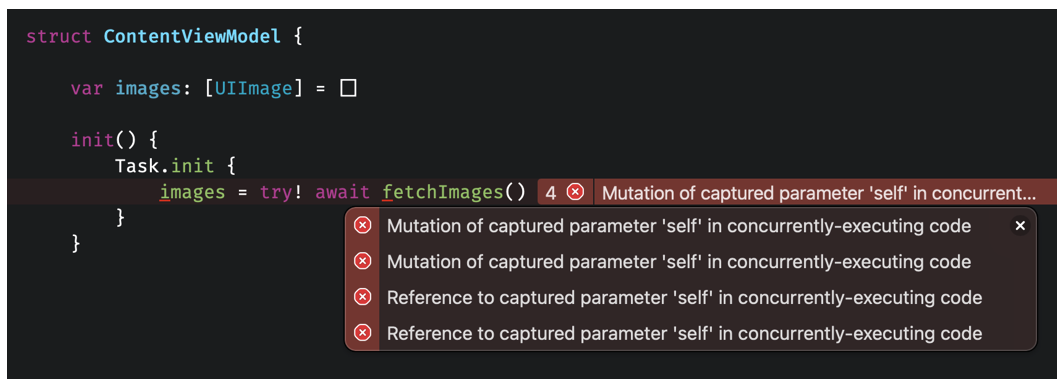 struct ContentViewModel {
var images: [UIImage] = []
init() {
Task.init {
images = try! await fetchImages() 4 Mutation of captured parameter 'self' in concurrent...
}
Mutation of captured parameter 'self' in concurrently-executing code
}
Mutation of captured parameter 'self' in concurrently-executing code
Reference to captured parameter 'self' in concurrently-executing code
Reference to captured parameter 'self' in concurrently-executing code